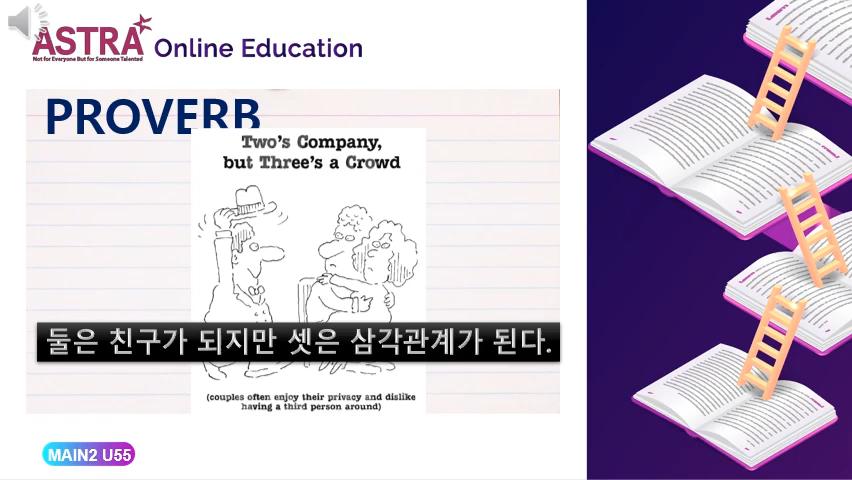 ASTRA Online Education
Not for Everyone But for Someone Talented
PROVERB
Two's Company,
but Three's a Crowd
둘은 친구가 되지만 셋은 삼각관계가 된다.
(couples often enjoy their privacy and dislike
having a third person around)
MAIN2 U55